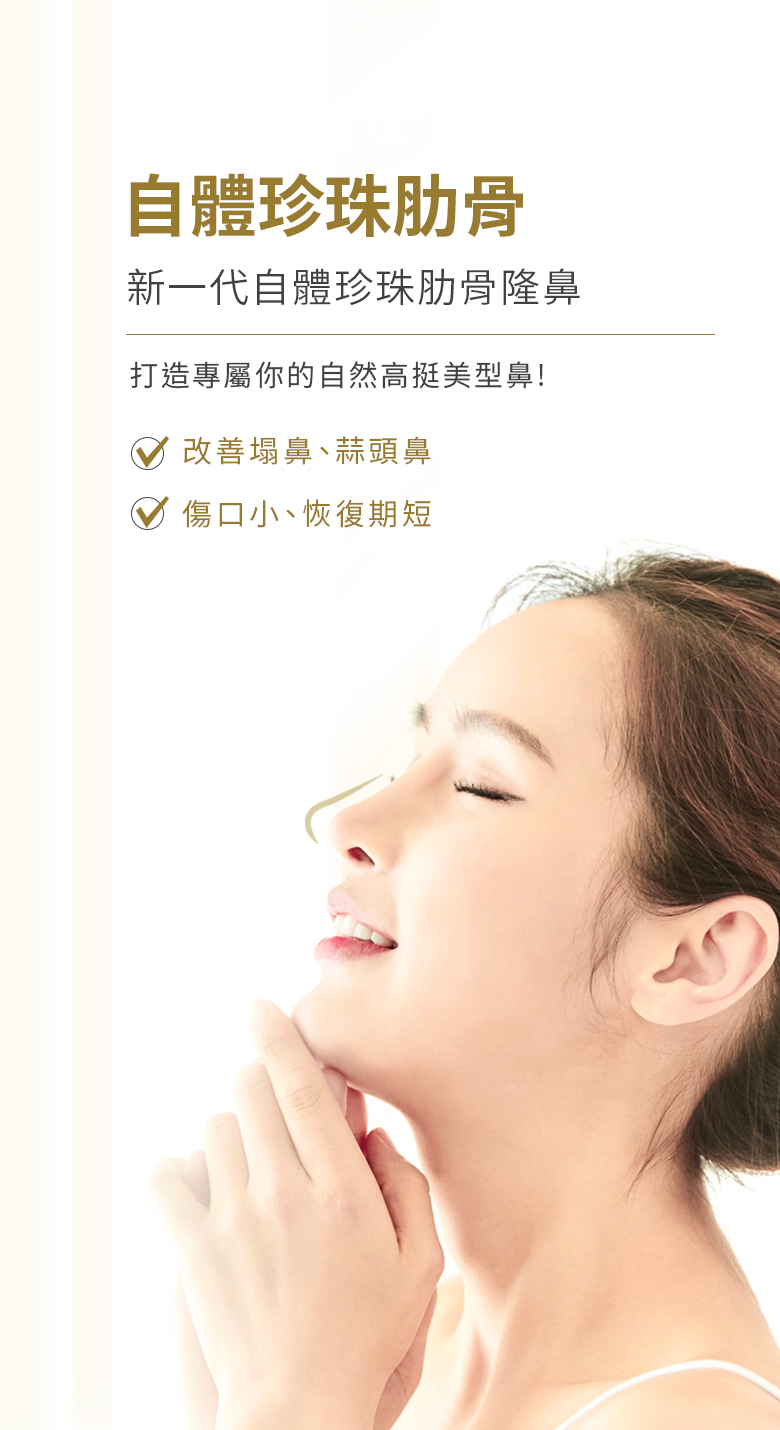 自體珍珠肋骨
新一代自體珍珠肋骨隆鼻
打造專屬你的自然高挺美型鼻!
改善塌鼻、蒜頭鼻
傷口小、恢復期短